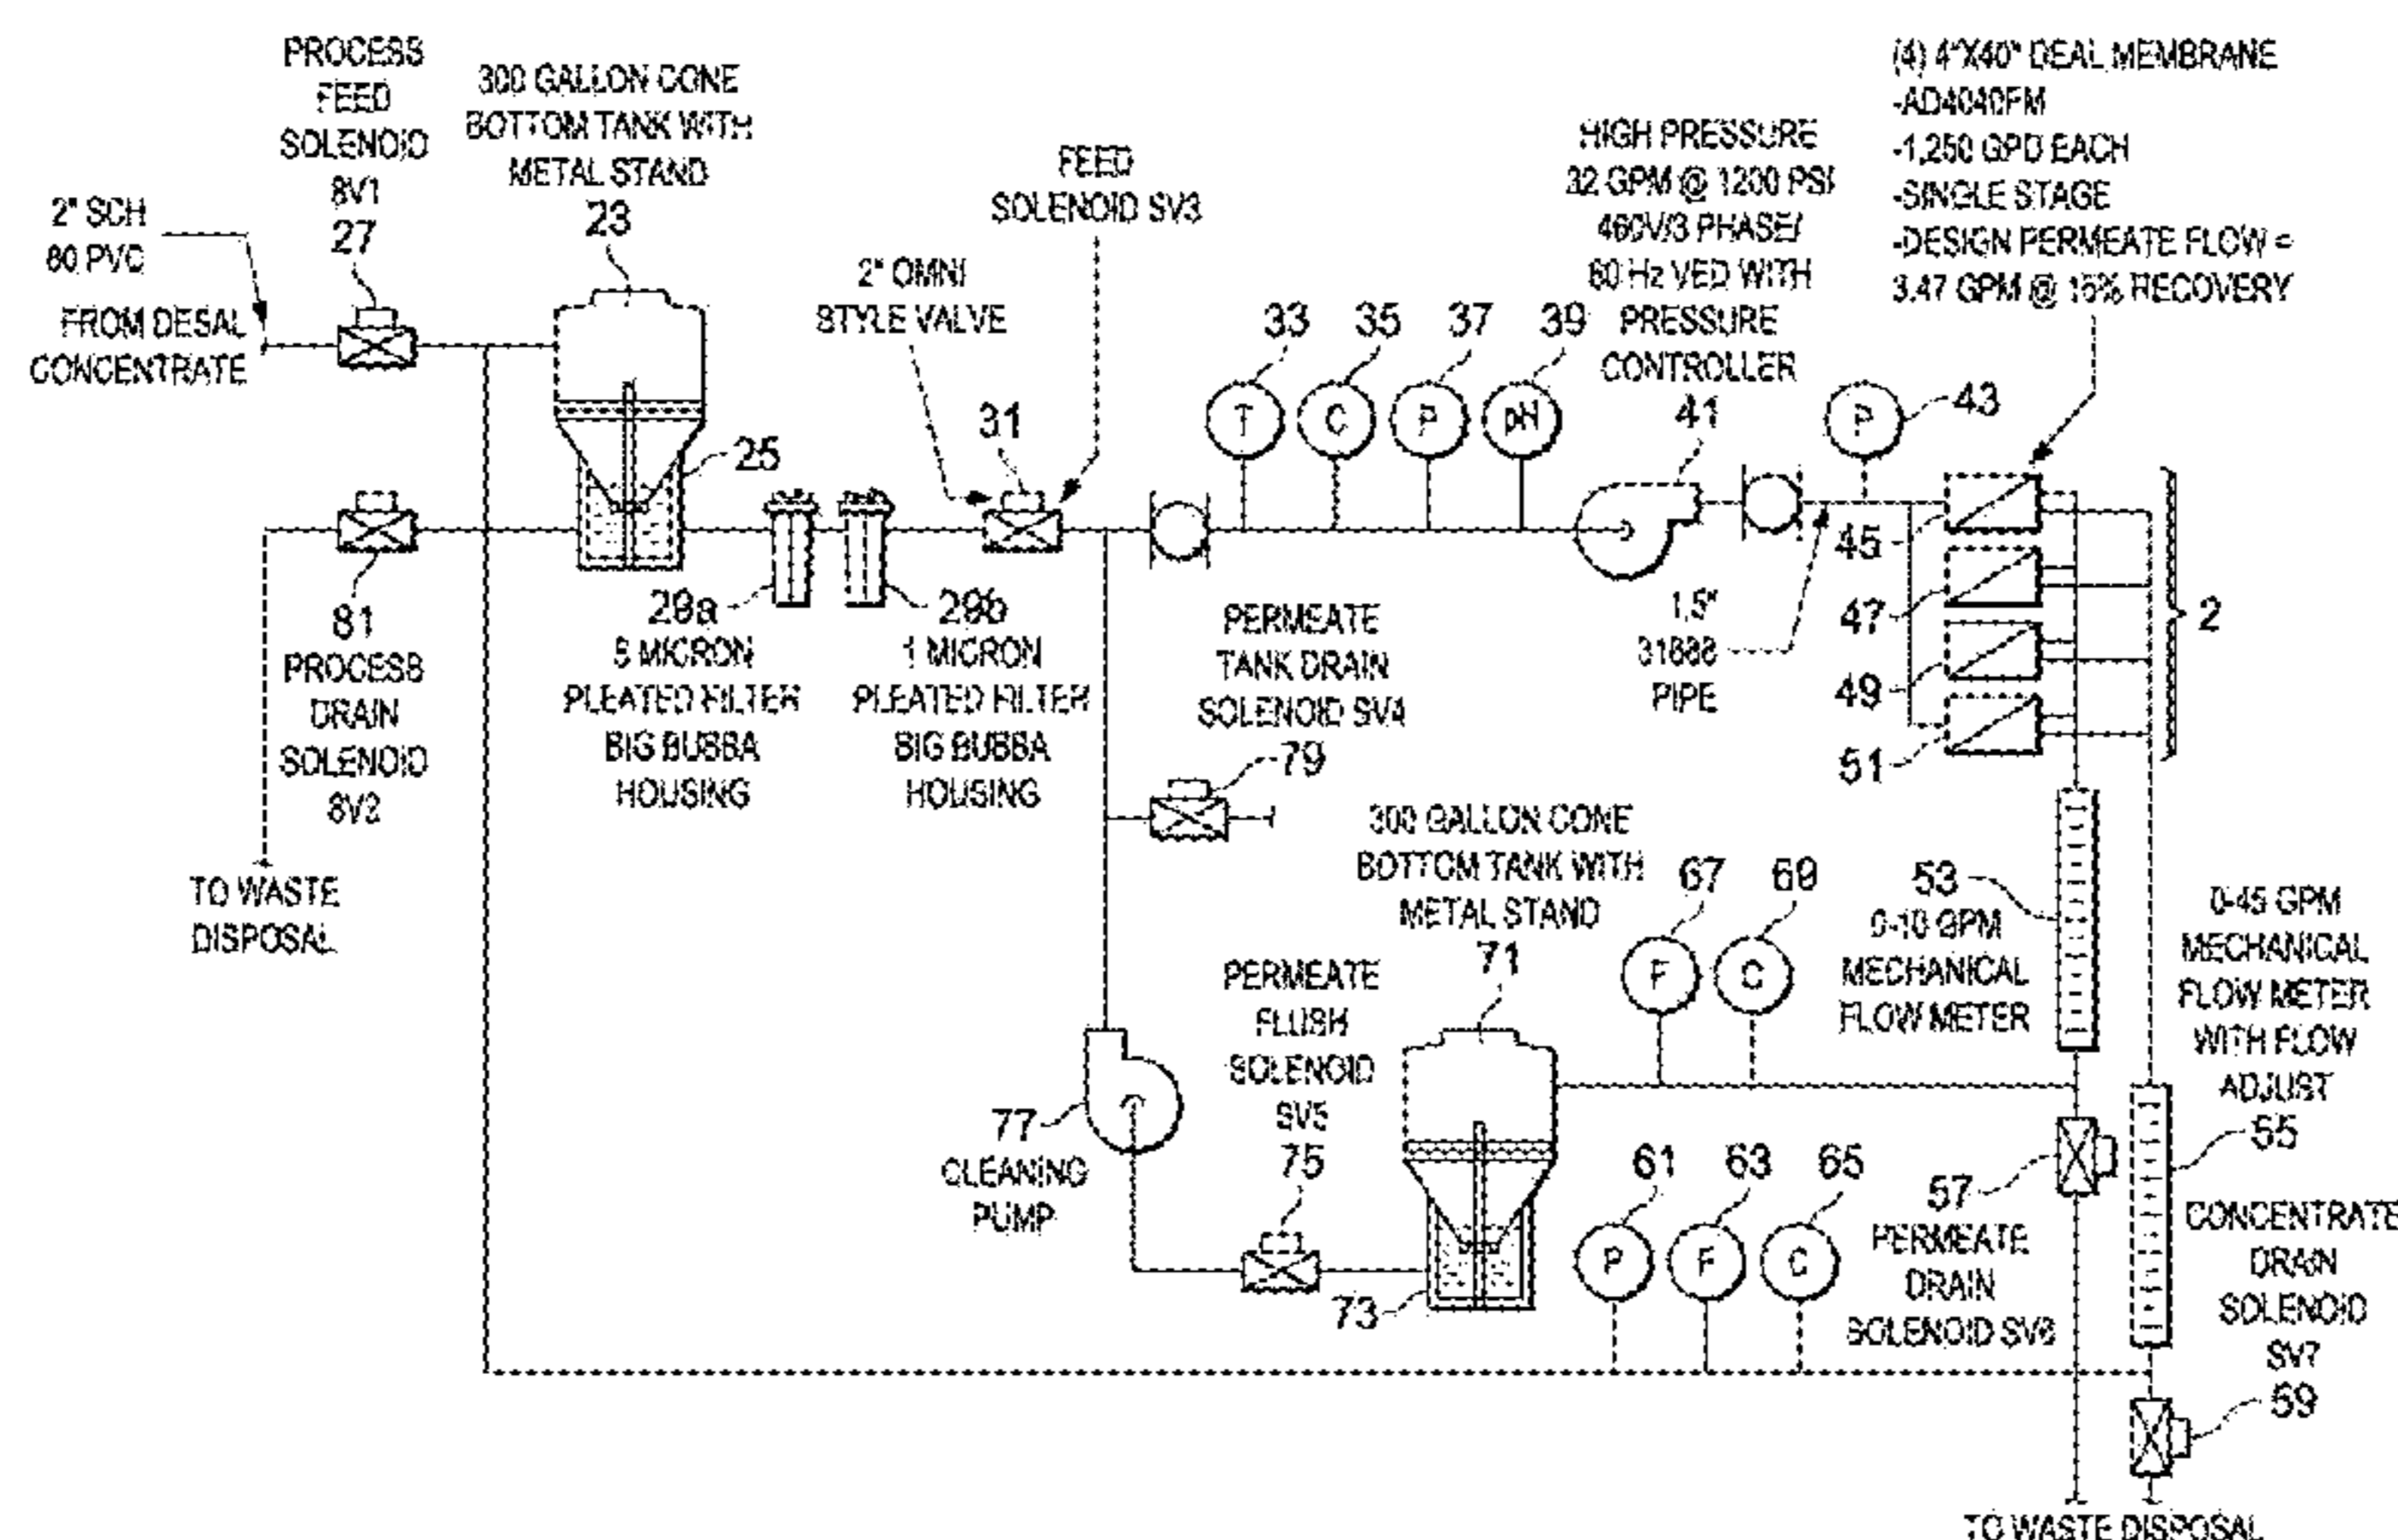 PROCESS
FEED
SOLENOID
SV1
27
2" SCH
80 PVC
FROM DESAL
CONCENTRATE
300 GALLON CONE
BOTTOM TANK WITH
METAL STAND
23
25
2" OMNI
STYLE VALVE
31
FEED
SOLENOID SV3
33
35
37
39
T
C
P
pH
HIGH PRESSURE
32 GPM @ 1200 PSI
460V/3 PHASE/
60 Hz VED WITH
PRESSURE
CONTROLLER
41
P
43
(4) 4"X40" DEAL MEMBRANE
-AD4040FM
-1,250 GPD EACH
-SINGLE STAGE
-DESIGN PERMEATE FLOW =
3.47 GPM @ 15% RECOVERY
45
47
49
51
2
1.5"
PIPE
81
PROCESS
DRAIN
SOLENOID
SV2
TO WASTE
DISPOSAL
29a
5 MICRON
PLEATED FILTER
BIG BUBBA
HOUSING
29b
1 MICRON
PLEATED FILTER
BIG BUBBA
HOUSING
PERMEATE
TANK DRAIN
SOLENOID SV4
79
300 GALLON CONE
BOTTOM TANK WITH
METAL STAND
71
73
67
69
F
C
53
0-10 GPM
MECHANICAL
FLOW METER
0-45 GPM
MECHANICAL
FLOW METER
WITH FLOW
ADJUST
55
77
CLEANING
PUMP
PERMEATE
FLUSH
SOLENOID
SV5
75
61
63
65
P
F
C
57
PERMEATE
DRAIN
SOLENOID SV6
CONCENTRATE
DRAIN
SOLENOID
SV7
59
TO WASTE DISPOSAL